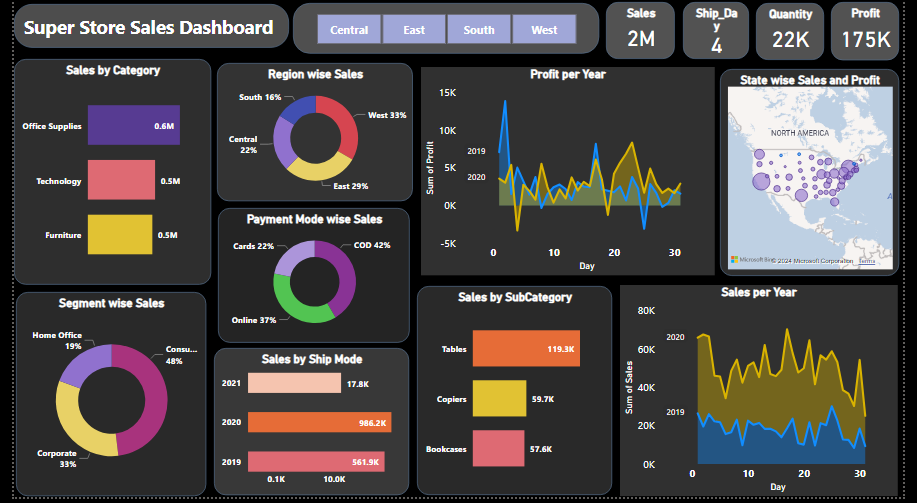 Super Store Sales Dashboard
Central
East
South
West
Sales
2M
Ship_Da
y
4
Quantity
22K
Profit
175K
Sales by Category
Office Supplies
0.6M
Technology
0.5M
Furniture
0.5M
Region wise Sales
South 16%
West 33%
Central
22%
East 29%
Profit per Year
15K
10K
5K
0K
-5K
Sum of Profit
2019
2020
0
10
20
30
Day
State wise Sales and Profit
NORTH AMERICA
A
© 2024 Microsoft Corporation
Terms
Payment Mode wise Sales
Cards 22%
COD 42%
Online 37%
Segment wise Sales
Home Office
19%
Consu...
48%
Corporate
33%
Sales by Ship Mode
2021
17.8K
2020
986.2K
2019
561.9K
0.1K
10.0K
Sales by SubCategory
Tables
119.3K
Copiers
59.7K
Bookcases
57.6K
Sales per Year
80K
60K
40K
20K
0K
Sum of Sales
2020
2019
0
10
20
30
Day